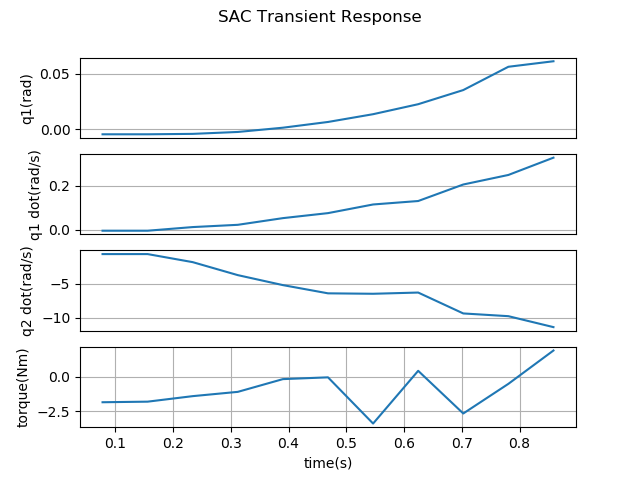 SAC Transient Response
q1(rad)
0.05
0.00
q1 dot(rad/s)
0.2
0.0
q2 dot(rad/s)
−5
−10
torque(Nm)
0.0
−2.5
0.1 0.2 0.3 0.4 0.5 0.6 0.7 0.8
time(s)